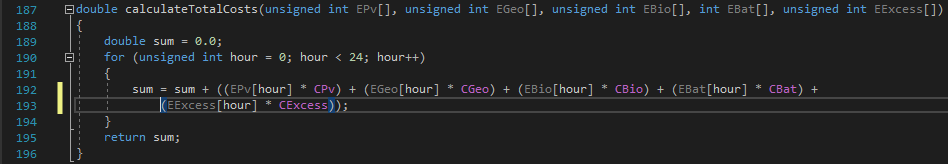 187 double calculateTotalCosts(unsigned int EPv[], unsigned int EGeo[], unsigned int EBio[], int EBat[], unsigned int EExcess[])
188 {
189 double sum = 0.0;
190 for (unsigned int hour = 0; hour < 24; hour++)
191 {
192 sum = sum + ((EPv[hour] * CPv) + (EGeo[hour] * CGeo) + (EBio[hour] * CBio) + (EBat[hour] * CBat) +
193 (EExcess[hour] * CExcess));
194 }
195 return sum;
196 }